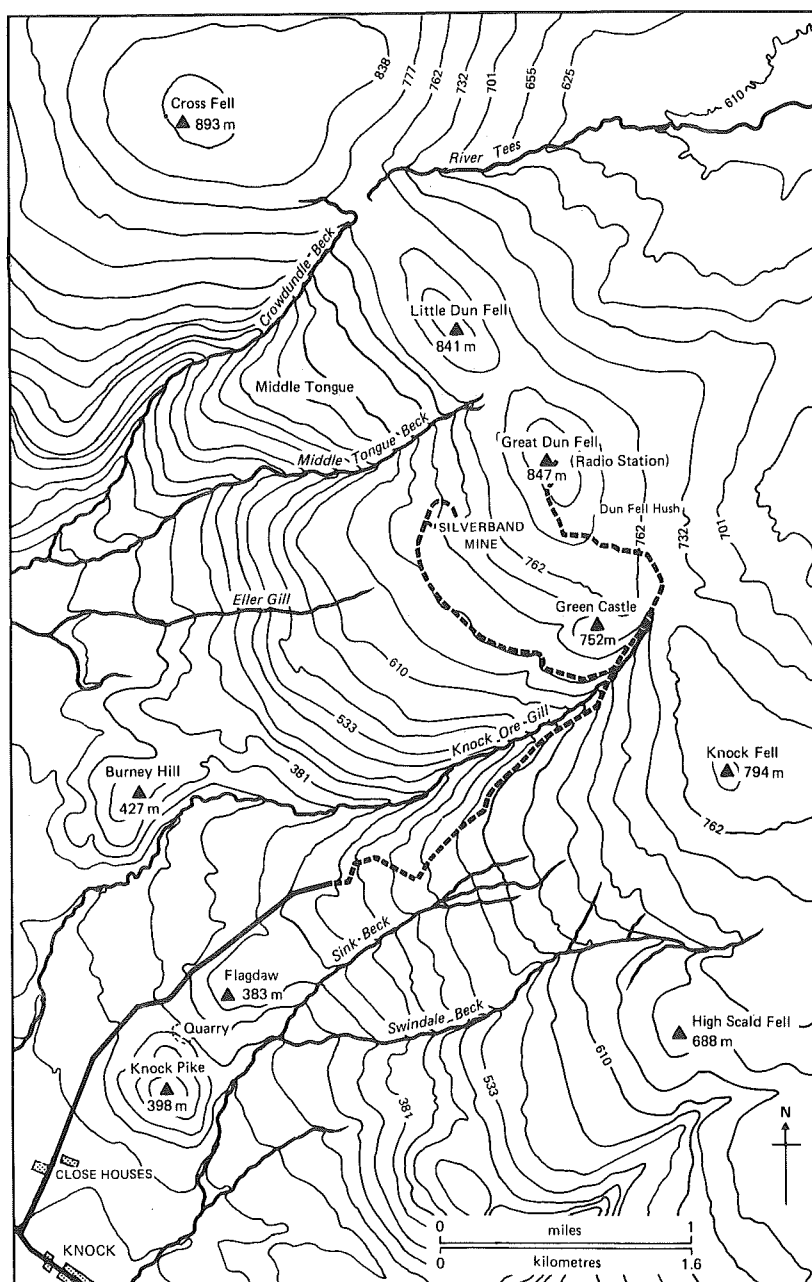 838
777
762
732
701
655
625
610
Cross Fell
893 m
River Tees
Crowdundle Beck
Little Dun Fell
841 m
Middle Tongue
Middle Tongue Beck
Great Dun Fell
(Radio Station)
847 m
Dun Fell Hush
SILVERBAND
MINE
762
732
701
762
Eller Gill
Green Castle
752m
610
533
Knock Ore Gill
Knock Fell
794 m
Burney Hill
427 m
381
762
Sink Beck
Flagdaw
383 m
Swindale Beck
Quarry
High Scald Fell
688 m
610
Knock Pike
398 m
533
381
N
CLOSE HOUSES
KNOCK
0
1
miles
0
kilometres
1.6